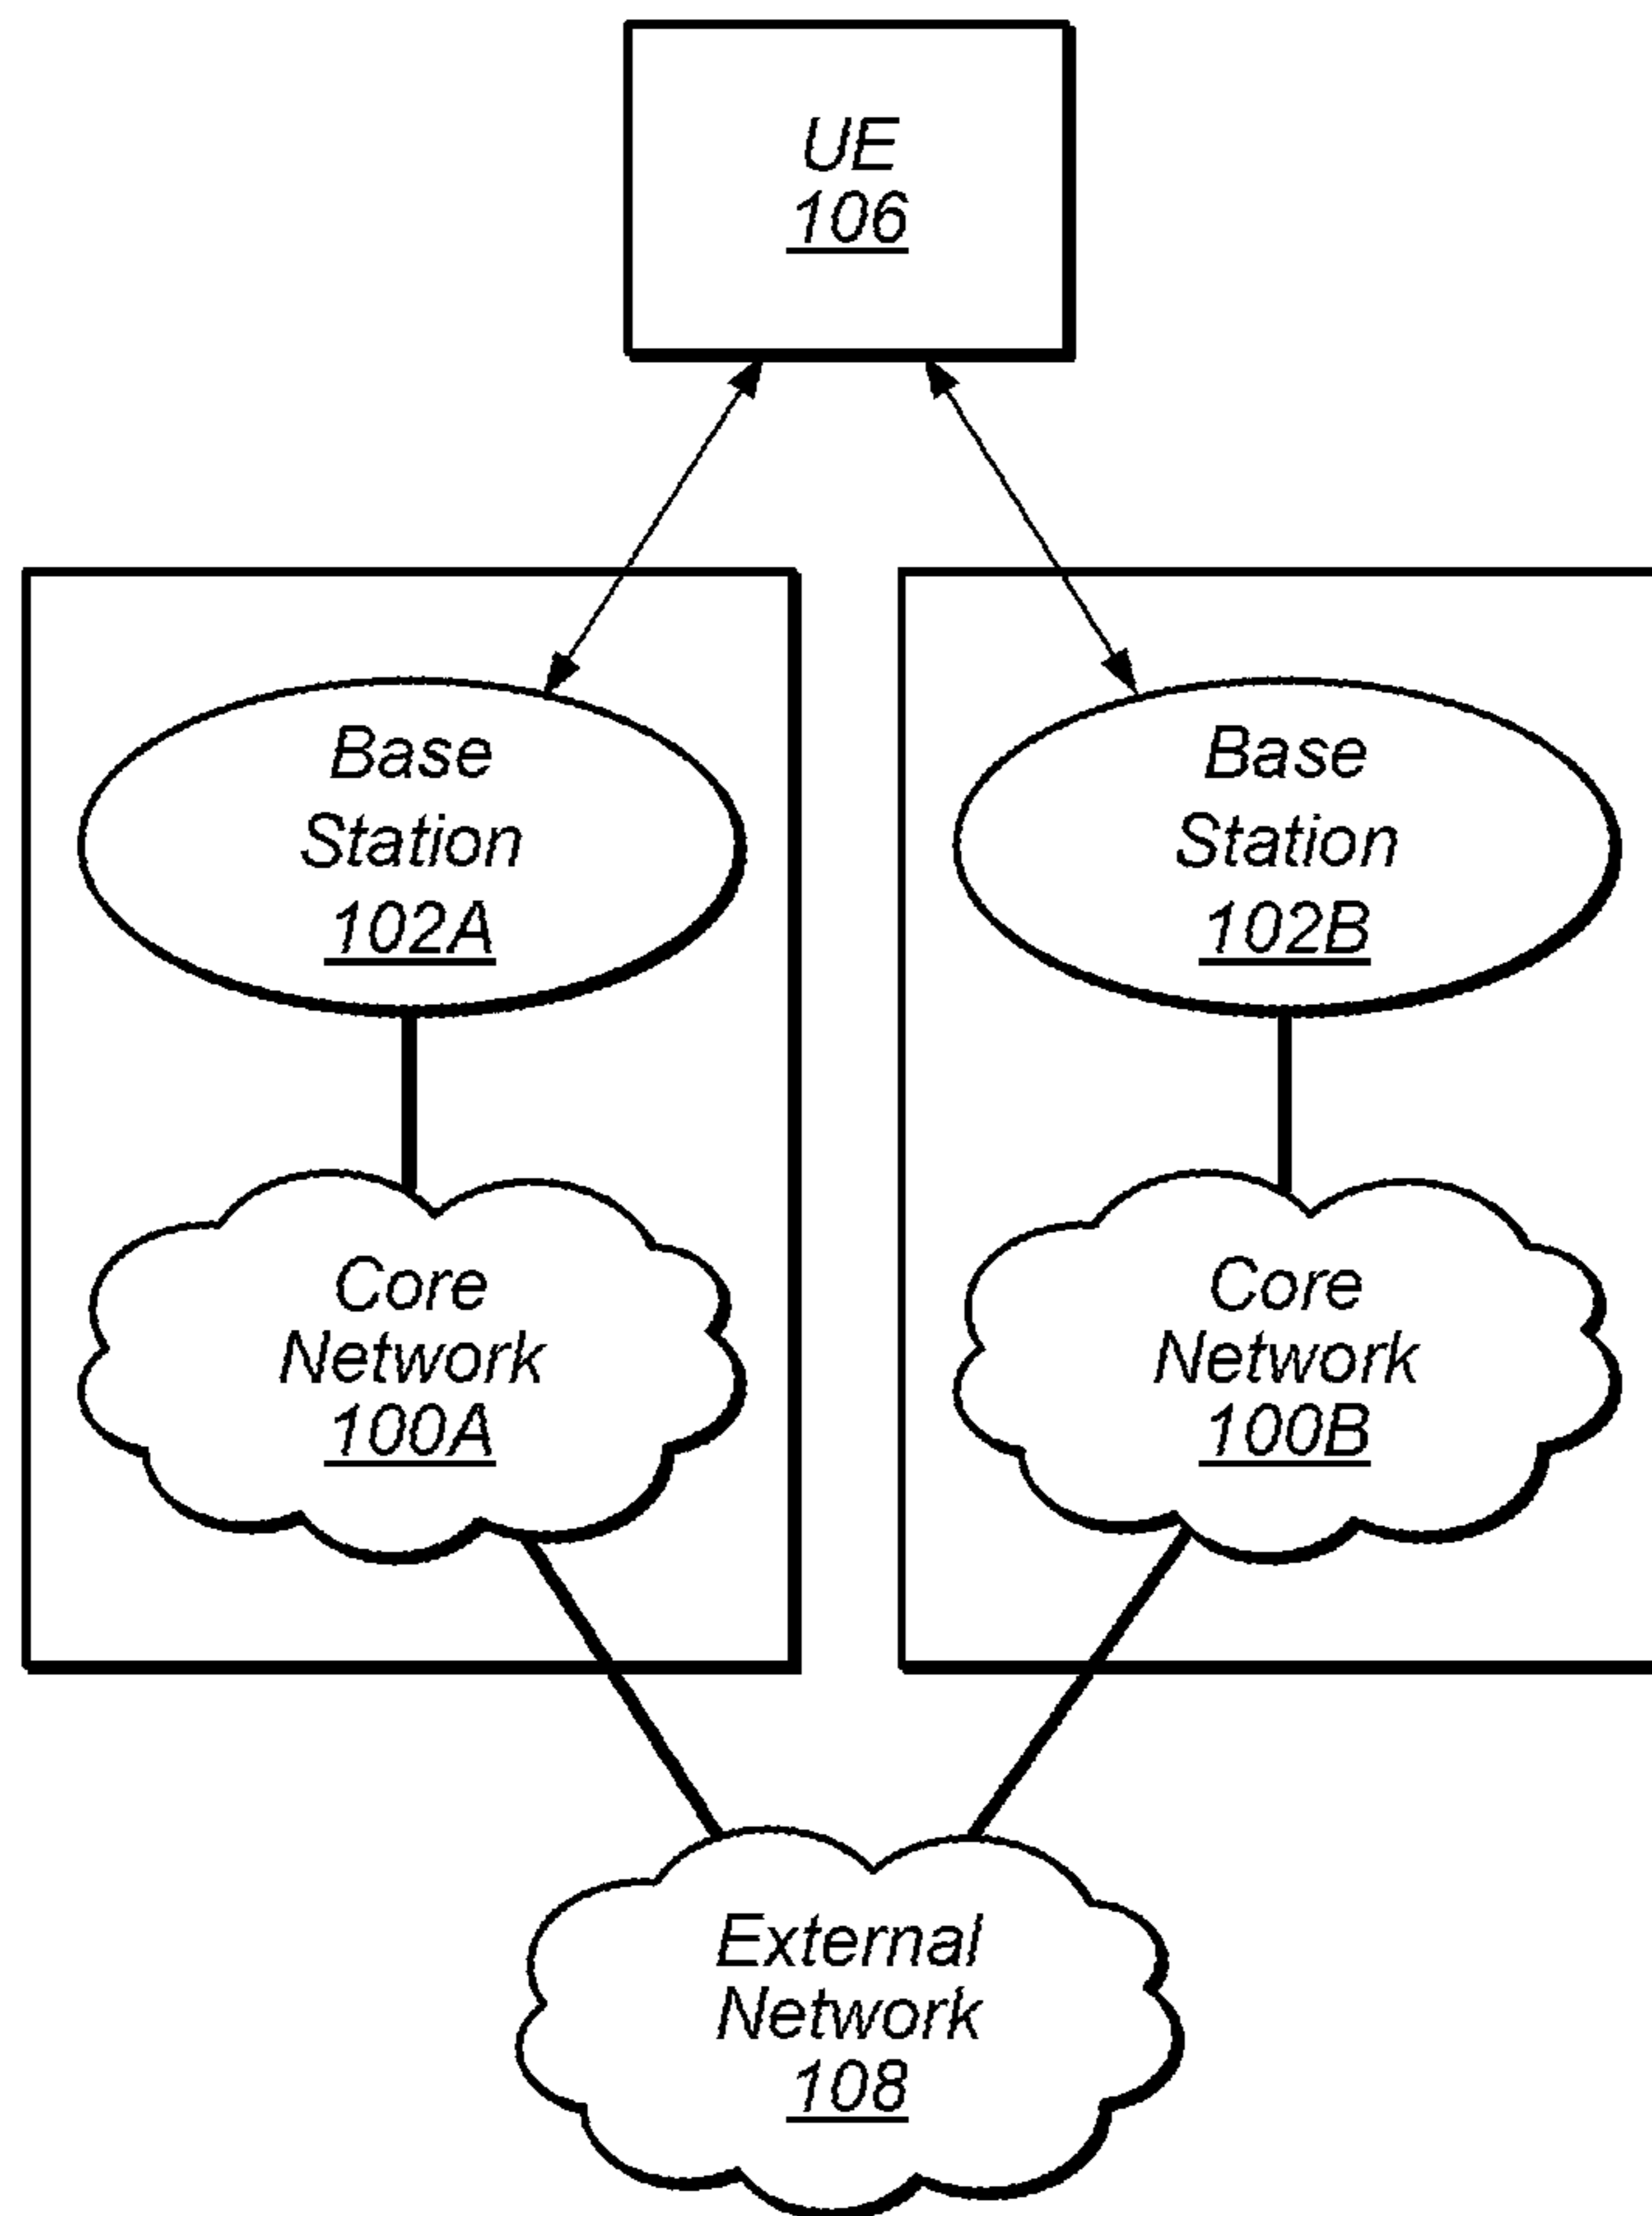 UE
106
Base
Station
102A
Base
Station
102B
Core
Network
100A
Core
Network
100B
External
Network
108